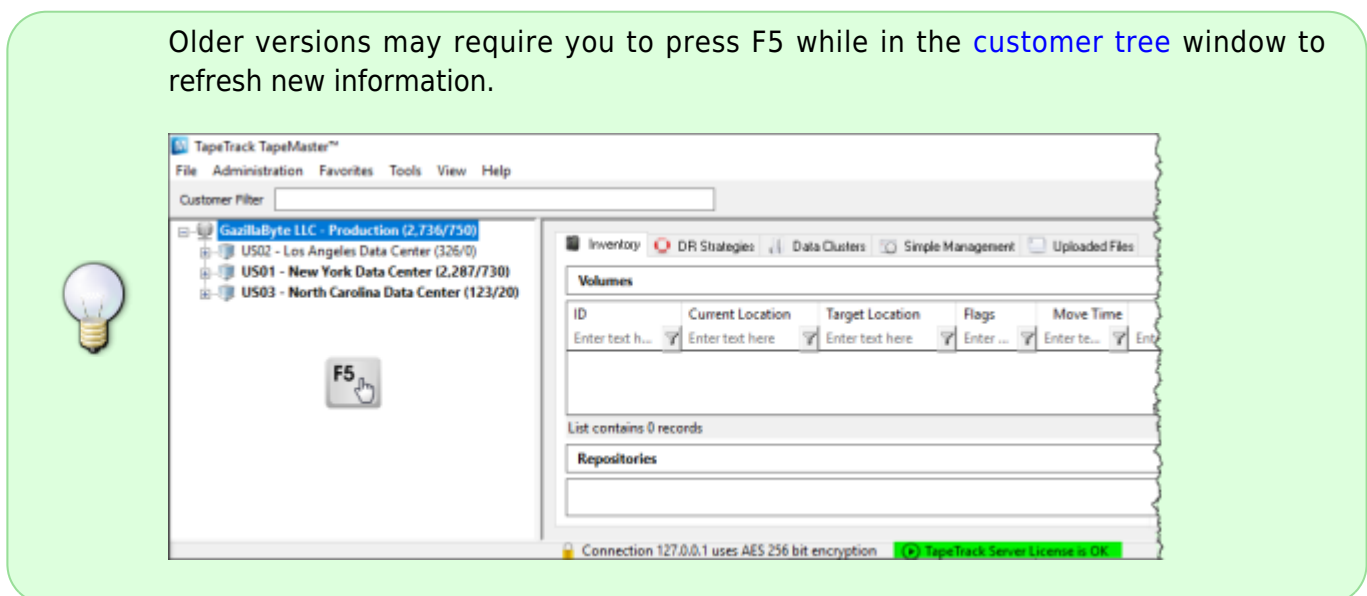 Older versions may require you to press F5 while in the customer tree window to
refresh new information.
TapeTrack TapeMaster™
File Administration Favorites Tools View Help
Customer Filter
GazillaByte LLC - Production (2,736/750)
US02 - Los Angeles Data Center (326/0)
US01 - New York Data Center (2,287/730)
US03 - North Carolina Data Center (123/20)
F5
Inventory DR Strategies Data Clusters Simple Management Uploaded Files
Volumes
ID Current Location Target Location Flags Move Time
Enter text h... Enter text here Enter text here Enter ... Enter te... Ent
List contains 0 records
Repositories
Connection 127.0.0.1 uses AES 256 bit encryption TapeTrack Server License is OK